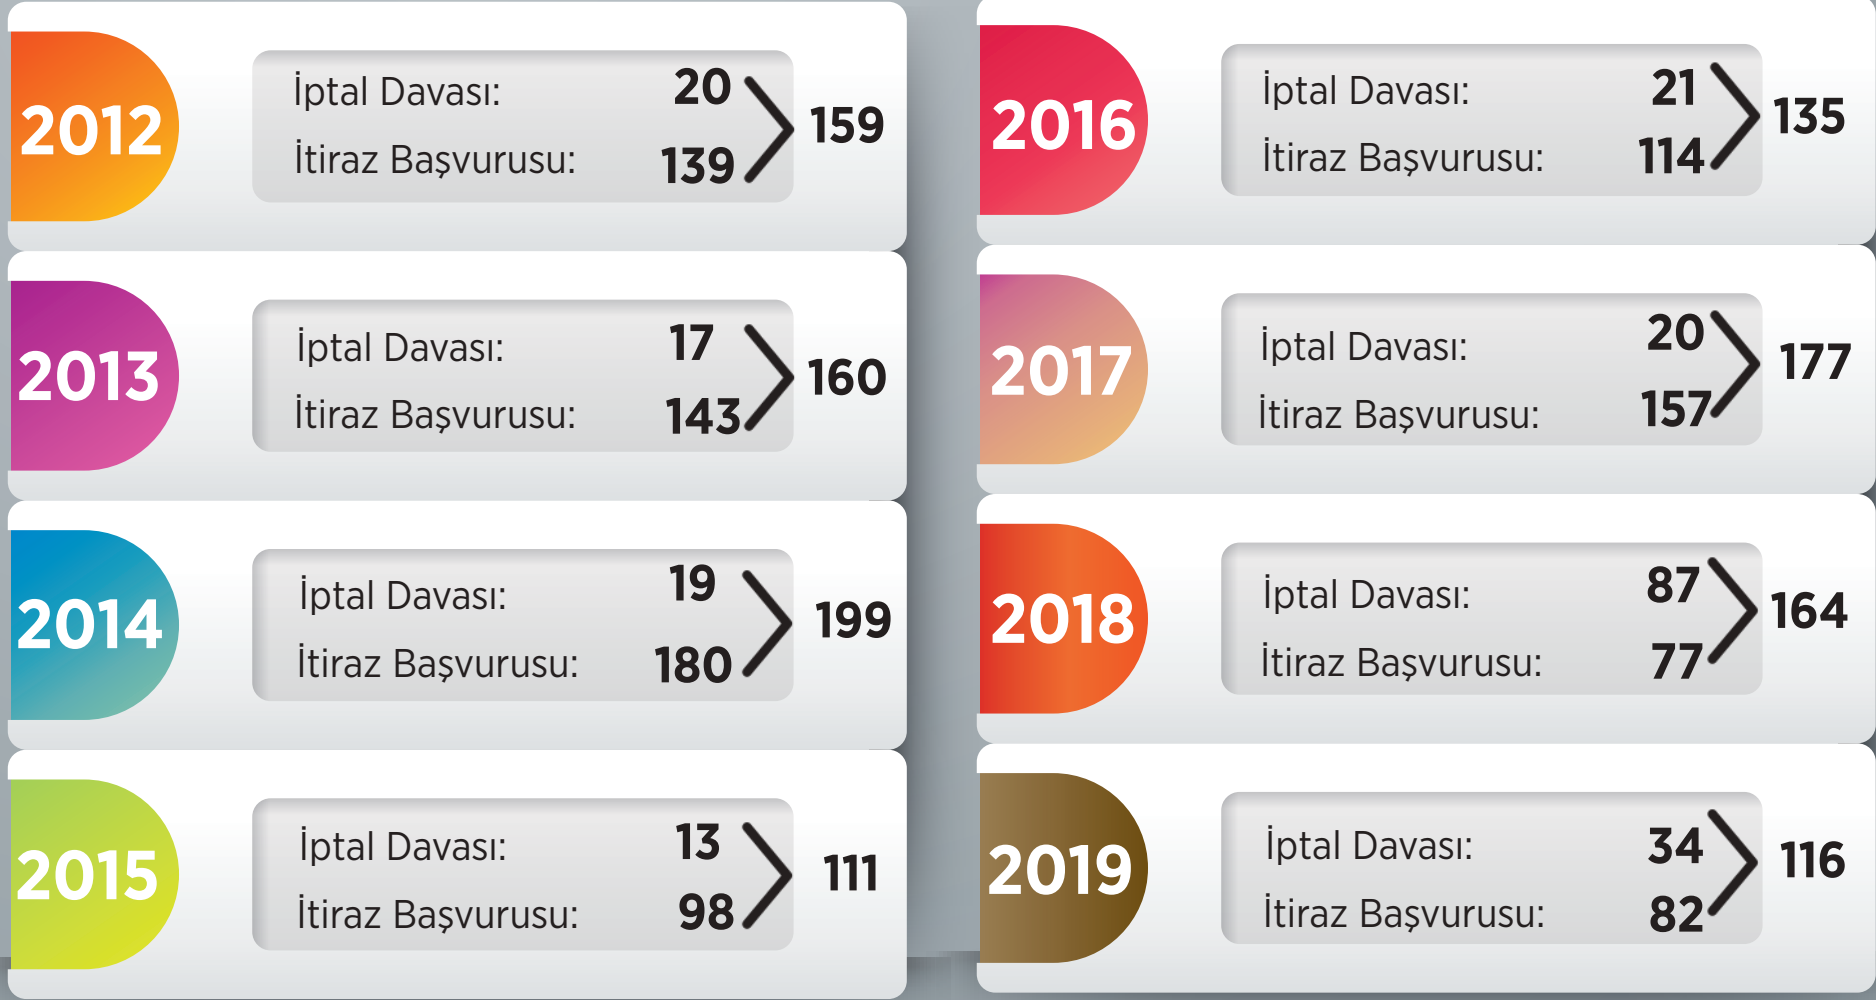 2012
İptal Davası: 20
İtiraz Başvurusu: 139
159
2013
İptal Davası: 17
İtiraz Başvurusu: 143
160
2014
İptal Davası: 19
İtiraz Başvurusu: 180
199
2015
İptal Davası: 13
İtiraz Başvurusu: 98
111
2016
İptal Davası: 21
İtiraz Başvurusu: 114
135
2017
İptal Davası: 20
İtiraz Başvurusu: 157
177
2018
İptal Davası: 87
İtiraz Başvurusu: 77
164
2019
İptal Davası: 34
İtiraz Başvurusu: 82
116